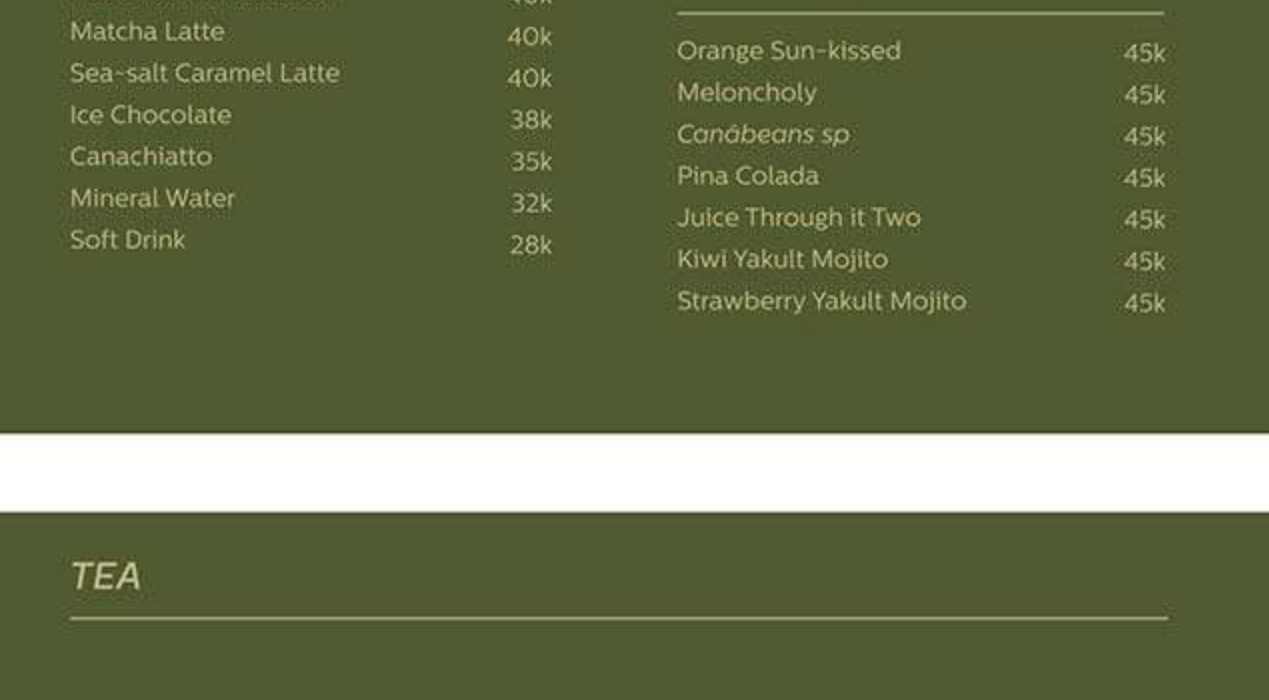 Matcha Latte 40k
Sea-salt Caramel Latte 40k
Ice Chocolate 38k
Canachiatto 35k
Mineral Water 32k
Soft Drink 28k
Orange Sun-kissed 45k
Meloncholy 45k
Canábeans sp 45k
Pina Colada 45k
Juice Through it Two 45k
Kiwi Yakult Mojito 45k
Strawberry Yakult Mojito 45k
TEA